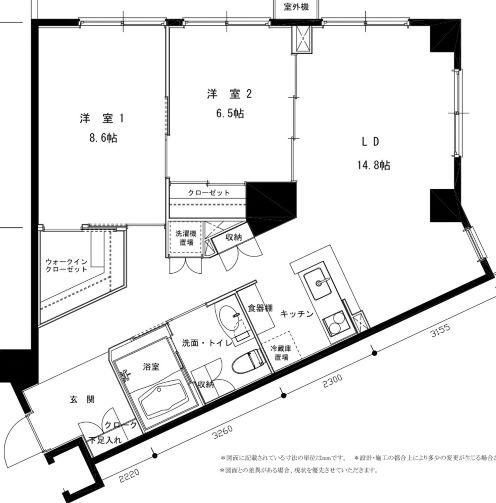 室外機
洋 室 1
8.6帖
洋 室 2
6.5帖
L D
14.8帖
クローゼット
洗濯機
置場
収納
ウォークイン
クローゼット
食器棚
キッチン
洗面・トイレ
冷蔵庫
置場
浴室
収納
玄 関
クローク
下足入れ
3155
2300
3260
2220
＊図面に記載されている寸法の単位はmmです。 ＊設計・施工の都合上により多少の変更が生じる場合が
＊図面との差異がある場合、現状を優先させていただきます。